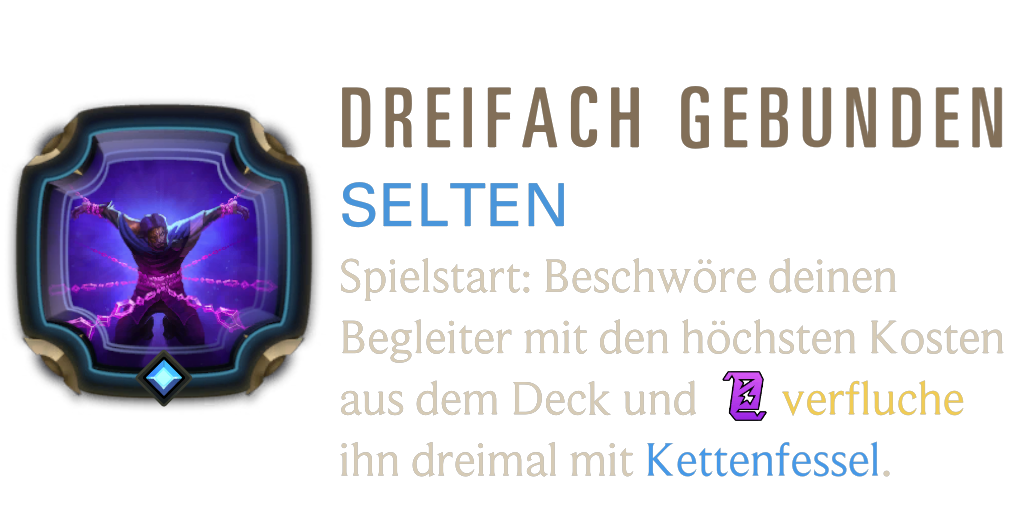 DREIFACH GEBUNDEN
SELTEN
Spielstart: Beschwöre deinen
Begleiter mit den höchsten Kosten
aus dem Deck und verfluche
ihn dreimal mit Kettenfessel.